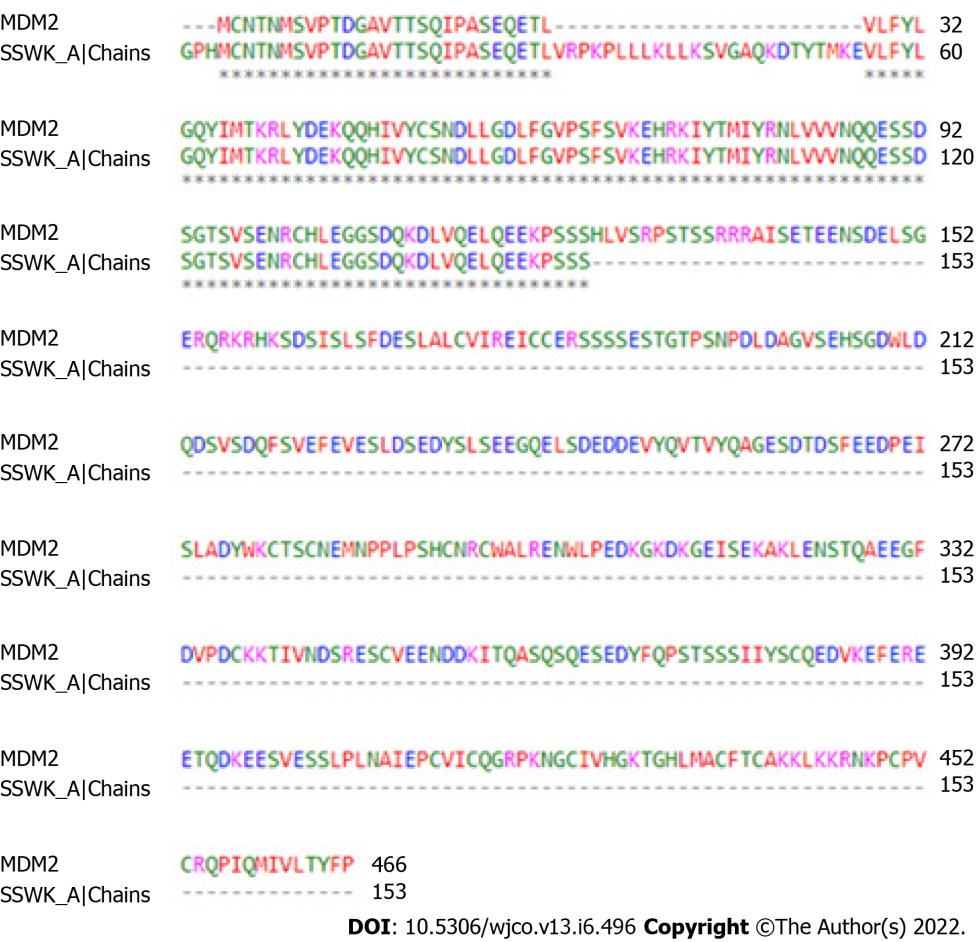 MDM2 ---MCNTNMSVPTDGAVTTSQIPASEQETL-------------------------VLFYL 32
SSWK_A|Chains GPHMCNTNMSVPTDGAVTTSQIPASEQETLVRPKPLLLKLLKSVGAQKDTYTMKEVLFYL 60
*************************** *****
MDM2 GQYIMTKRLYDEKQQHIVYCSNDLLGDLFGVPSFSVKEHRKIYTMIYRNLVVVNQQESSD 92
SSWK_A|Chains GQYIMTKRLYDEKQQHIVYCSNDLLGDLFGVPSFSVKEHRKIYTMIYRNLVVVNQQESSD 120
************************************************************
MDM2 SGTSVSENRCHLEGGSDQKDLVQELQEEKPSSSHLVSRPSTSSRRRAISETEENSDELSG 152
SSWK_A|Chains SGTSVSENRCHLEGGSDQKDLVQELQEEKPSSS--------------------------- 153
*********************************
MDM2 ERQRKRHKSDSISLSFDESLALCVIREICCERSSSSESTGTPSNPDLDAGVSEHSGDWLD 212
SSWK_A|Chains ------------------------------------------------------------ 153
MDM2 QDSVSDQFSVEFEVESLDSEDYSLSEEGQELSDEDDEVYQVTVYQAGESDTDSFEEDPEI 272
SSWK_A|Chains ------------------------------------------------------------ 153
MDM2 SLADYWKCTSCNEMNPPLPSHCNRCWALRENWLPEDKGKDKGEISEKAKLENSTQAEEGF 332
SSWK_A|Chains ------------------------------------------------------------ 153
MDM2 DVPDCKKTIVNDSRESCVEENDDKITQASQSQESEDYFQPSTSSSIIYSCQEDVKEFERE 392
SSWK_A|Chains ------------------------------------------------------------ 153
MDM2 ETQDKEESVESSLPLNAIEPCVICQGRPKNGCIVHGKTGHLMACFTCAKKLKKRNKPCPV 452
SSWK_A|Chains ------------------------------------------------------------ 153
MDM2 CRQPIQMIVLTYFP 466
SSWK_A|Chains -------------- 153
DOI: 10.5306/wjco.v13.i6.496 Copyright ©The Author(s) 2022.